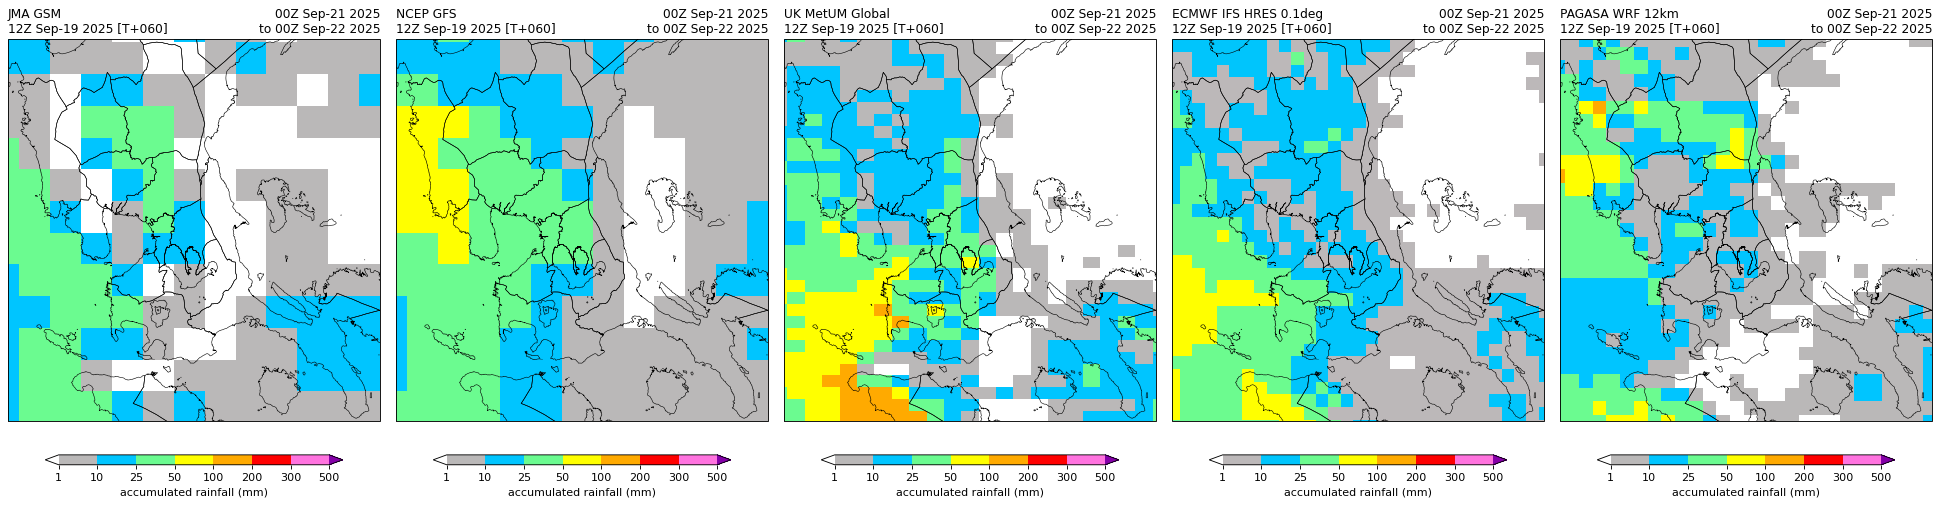 JMA GSM 00Z Sep-21 2025
12Z Sep-19 2025 [T+060] to 00Z Sep-22 2025
1 10 25 50 100 200 300 500
accumulated rainfall (mm)
NCEP GFS 00Z Sep-21 2025
12Z Sep-19 2025 [T+060] to 00Z Sep-22 2025
1 10 25 50 100 200 300 500
accumulated rainfall (mm)
UK MetUM Global 00Z Sep-21 2025
12Z Sep-19 2025 [T+060] to 00Z Sep-22 2025
1 10 25 50 100 200 300 500
accumulated rainfall (mm)
ECMWF IFS HRES 0.1deg 00Z Sep-21 2025
12Z Sep-19 2025 [T+060] to 00Z Sep-22 2025
1 10 25 50 100 200 300 500
accumulated rainfall (mm)
PAGASA WRF 12km 00Z Sep-21 2025
12Z Sep-19 2025 [T+060] to 00Z Sep-22 2025
1 10 25 50 100 200 300 500
accumulated rainfall (mm)